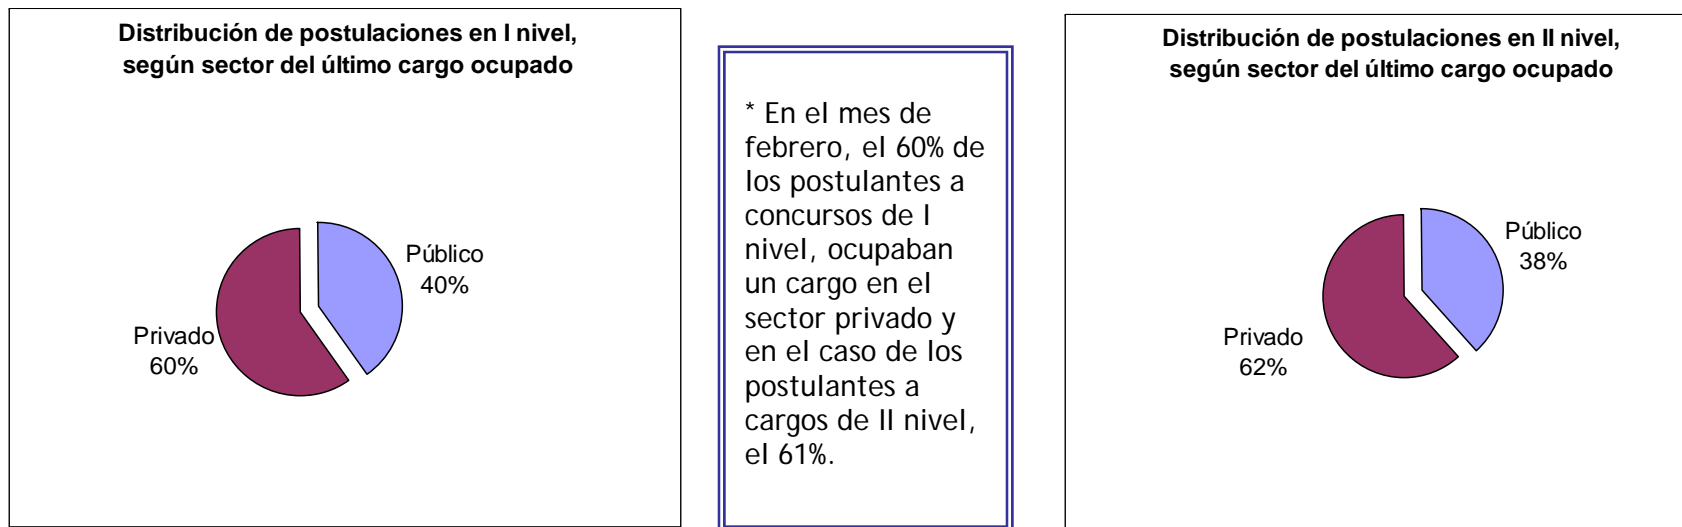 Distribución de postulaciones en I nivel,
según sector del último cargo ocupado
Público
40%
Privado
60%
* En el mes de
febrero, el 60% de
los postulantes a
concursos de I
nivel, ocupaban
un cargo en el
sector privado y
en el caso de los
postulantes a
cargos de II nivel,
el 61%.
Distribución de postulaciones en II nivel,
según sector del último cargo ocupado
Público
38%
Privado
62%